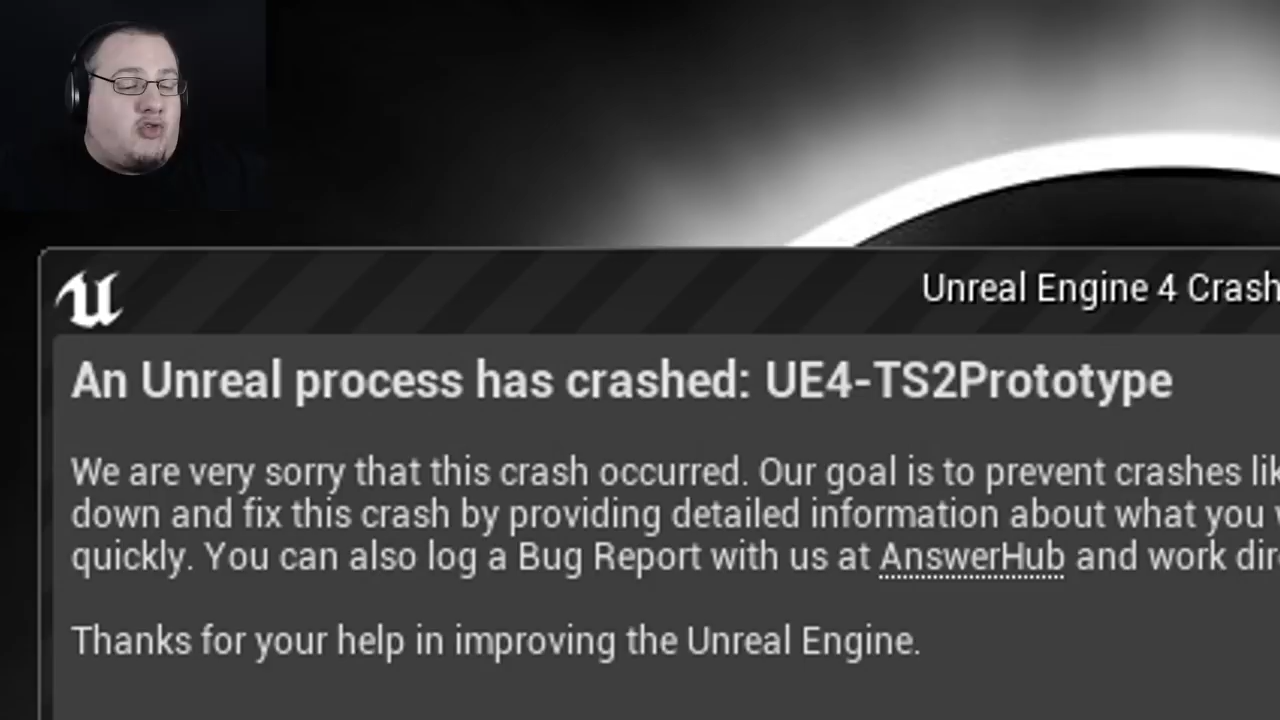 Unreal Engine 4 Crash
An Unreal process has crashed: UE4-TS2Prototype
We are very sorry that this crash occurred. Our goal is to prevent crashes lik
down and fix this crash by providing detailed information about what you w
quickly. You can also log a Bug Report with us at AnswerHub and work dir
Thanks for your help in improving the Unreal Engine.